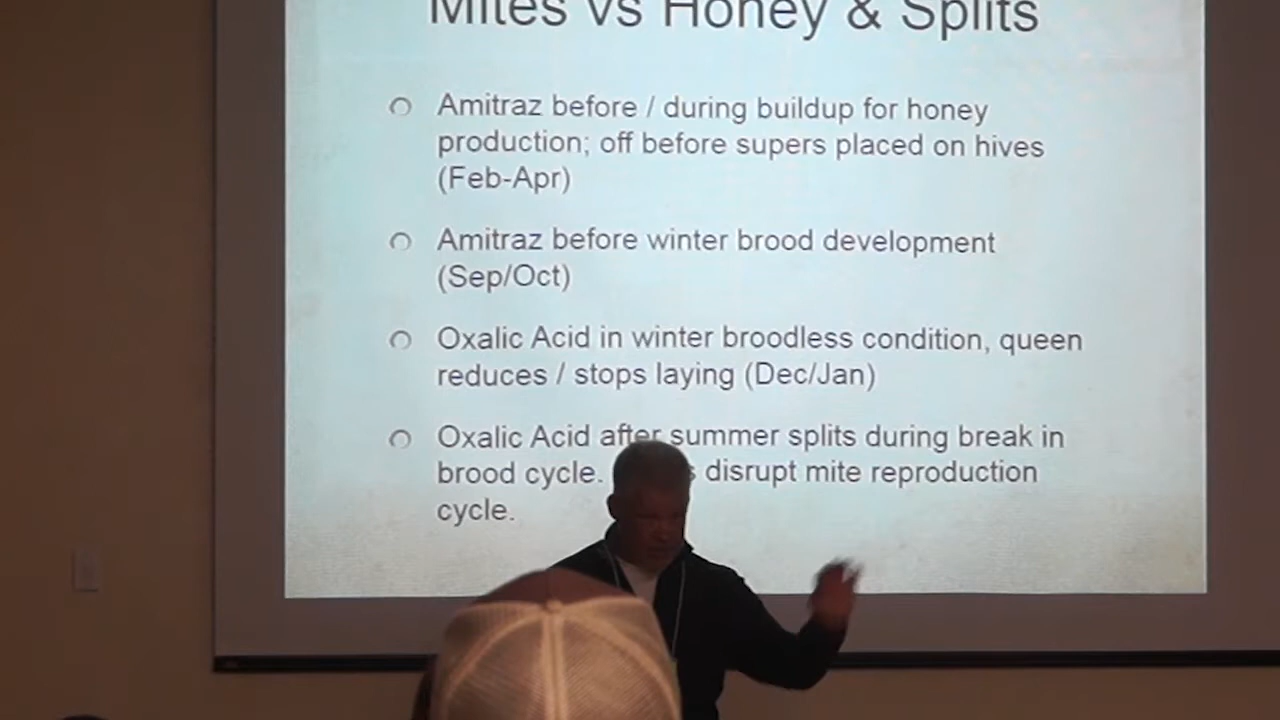 Mites vs Honey & Splits
Amitraz before / during buildup for honey
production; off before supers placed on hives
(Feb-Apr)
Amitraz before winter brood development
(Sep/Oct)
Oxalic Acid in winter broodless condition, queen
reduces / stops laying (Dec/Jan)
Oxalic Acid after summer splits during break in
brood cycle. disrupt mite reproduction
cycle.